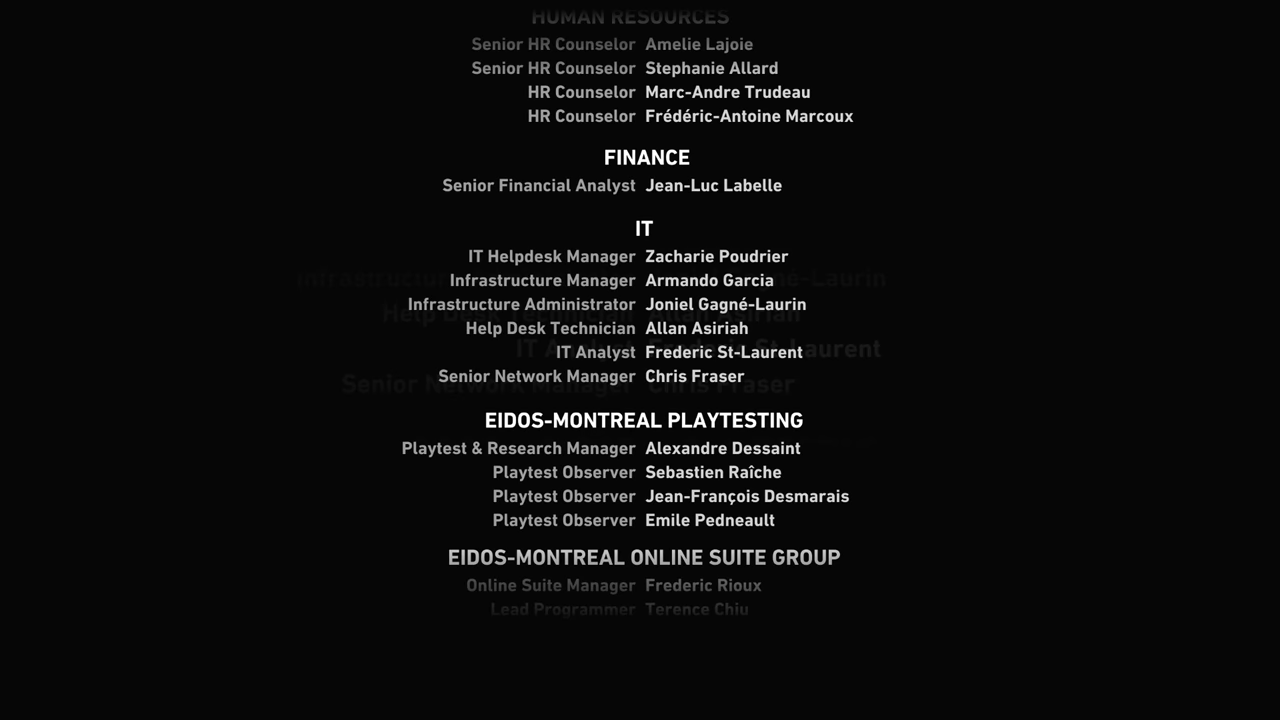 HUMAN RESOURCES
Senior HR Counselor Amelie Lajoie
Senior HR Counselor Stephanie Allard
HR Counselor Marc-Andre Trudeau
HR Counselor Frédéric-Antoine Marcoux
FINANCE
Senior Financial Analyst Jean-Luc Labelle
IT
IT Helpdesk Manager Zacharie Poudrier
Infrastructure Manager Armando Garcia
Infrastructure Administrator Joniel Gagné-Laurin
Help Desk Technician Allan Asiriah
IT Analyst Frederic St-Laurent
Senior Network Manager Chris Fraser
EIDOS-MONTREAL PLAYTESTING
Playtest & Research Manager Alexandre Dessaint
Playtest Observer Sebastien Raîche
Playtest Observer Jean-François Desmarais
Playtest Observer Emile Pedneault
EIDOS-MONTREAL ONLINE SUITE GROUP
Online Suite Manager Frederic Rioux
Lead Programmer Terence Chiu